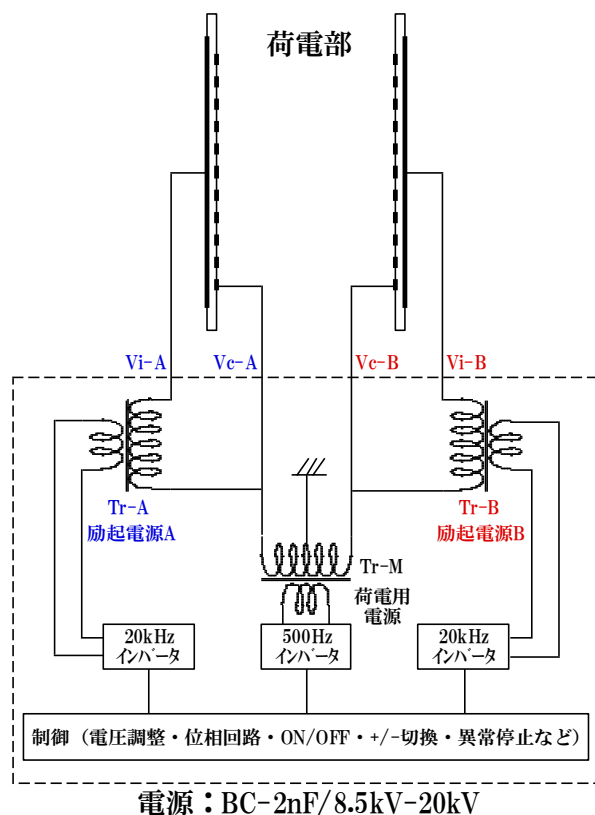 荷電部
Vi-A
Vc-A
Vc-B
Vi-B
Tr-A
励起電源A
Tr-B
励起電源B
Tr-M
荷電用
電源
20kHz
インバータ
500Hz
インバータ
20kHz
インバータ
制御（電圧調整・位相回路・ON/OFF・+/-切換・異常停止など）
電源：BC-2nF/8.5kV-20kV